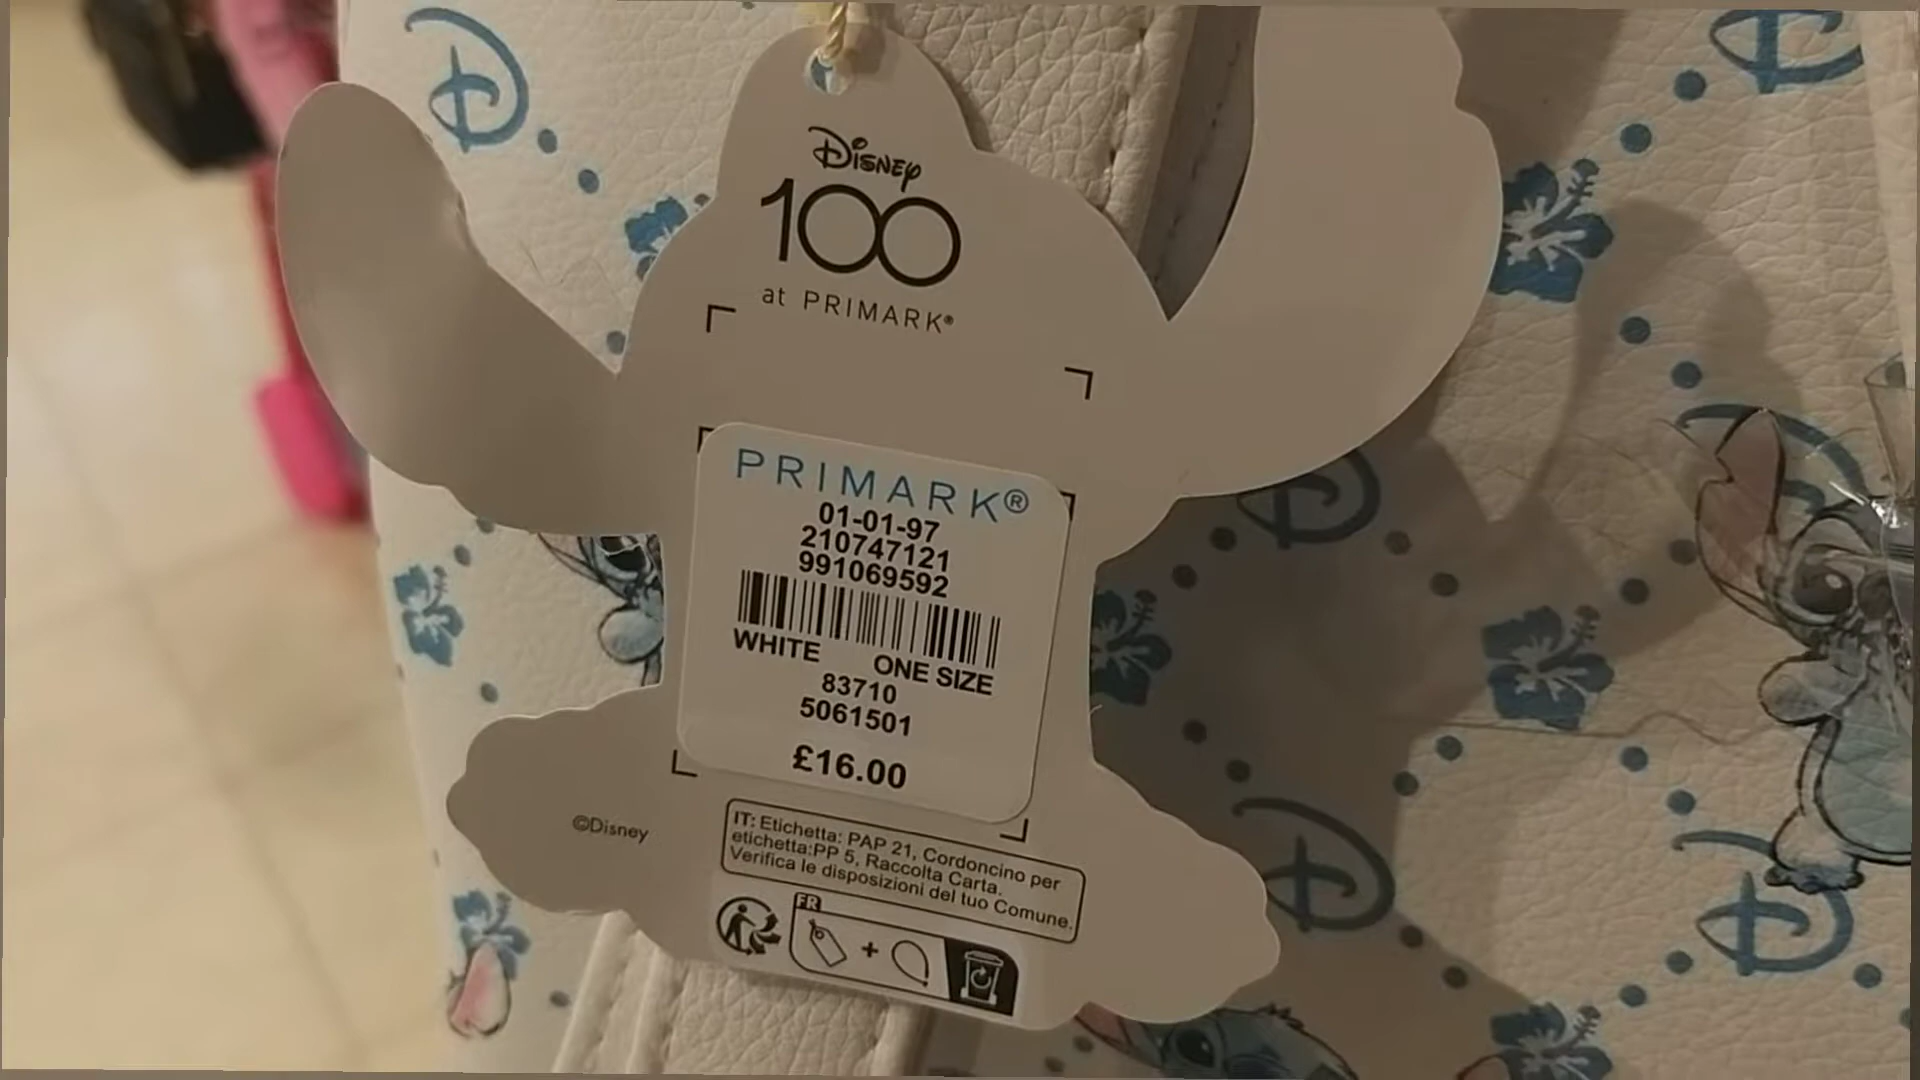 Disney
100
at PRIMARK®
PRIMARK®
01-01-97
210747121
991069592
WHITE ONE SIZE
83710
5061501
£16.00
©Disney
IT: Etichetta: PAP 21, Cordoncino per
etichetta:PP 5, Raccolta Carta.
Verifica le disposizioni del tuo Comune.
FR
+
D
D
D
D
D
D